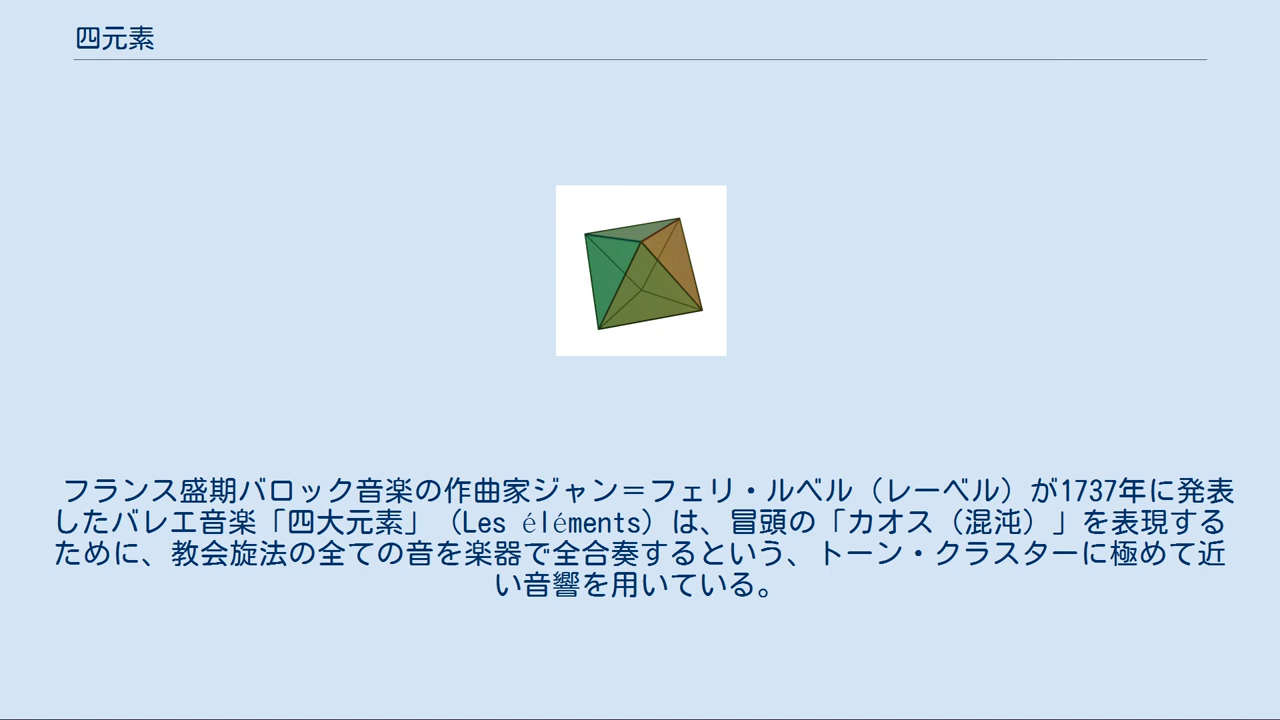 四元素
フランス盛期バロック音楽の作曲家ジャン＝フェリ・ルベル（レーベル）が1737年に発表
したバレエ音楽「四大元素」（Les éléments）は、冒頭の「カオス（混沌）」を表現する
ために、教会旋法の全ての音を楽器で全合奏するという、トーン・クラスターに極めて近
い音響を用いている。